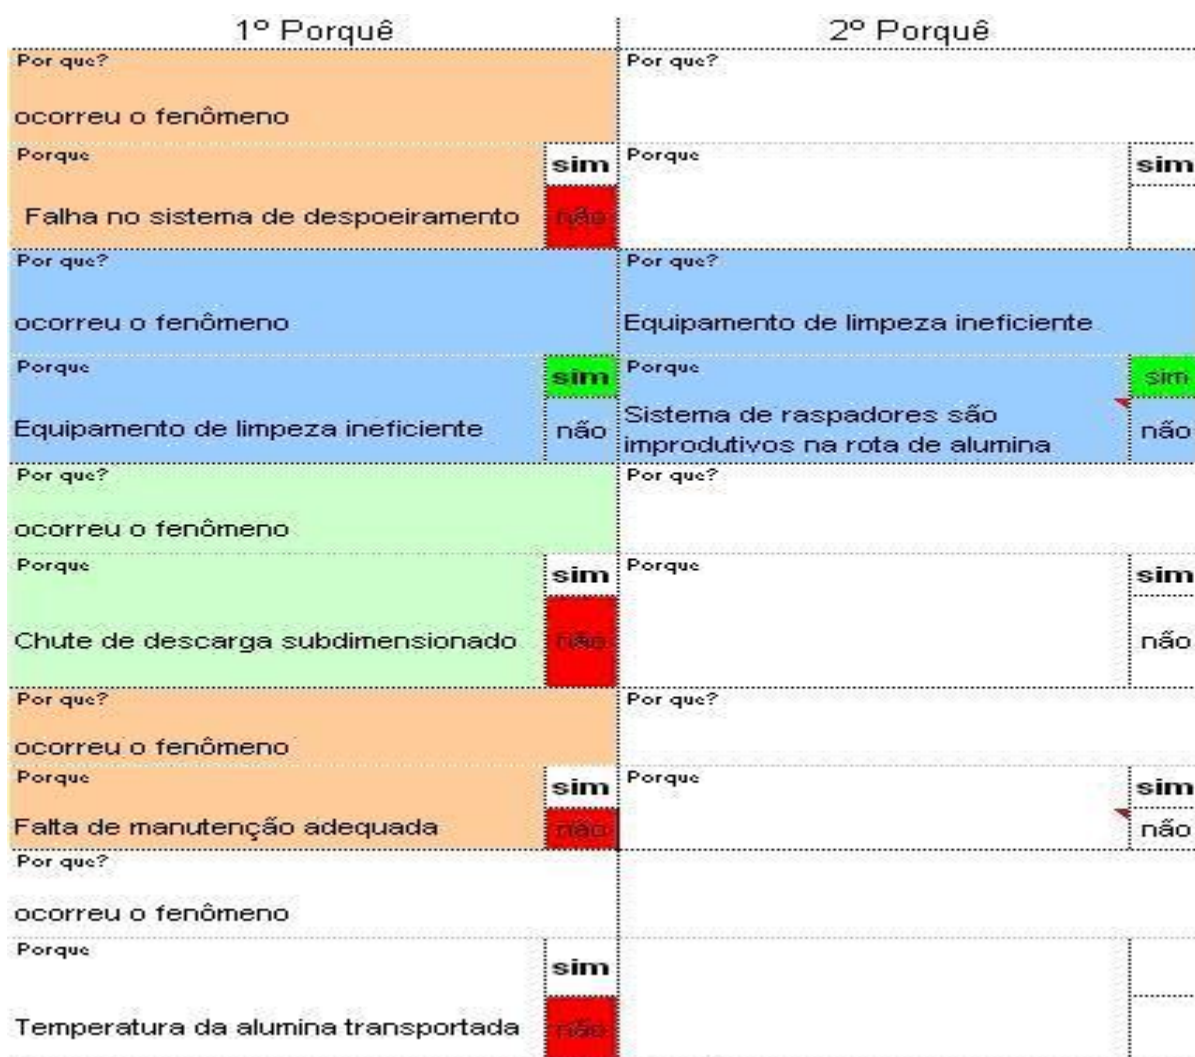 1º Porquê 2º Porquê
Por que? Por que?
ocorreu o fenômeno
Porque sim Porque sim
Falha no sistema de despoeiramento não
Por que? Por que?
ocorreu o fenômeno Equipamento de limpeza ineficiente
Porque sim Porque sim
Equipamento de limpeza ineficiente não Sistema de raspadores são
improdutivos na rota de alumina não
Por que? Por que?
ocorreu o fenômeno
Porque sim Porque sim
Chute de descarga subdimensionado não não
Por que? Por que?
ocorreu o fenômeno
Porque sim Porque sim
Falta de manutenção adequada não não
Por que?
ocorreu o fenômeno
Porque sim
Temperatura da alumina transportada não